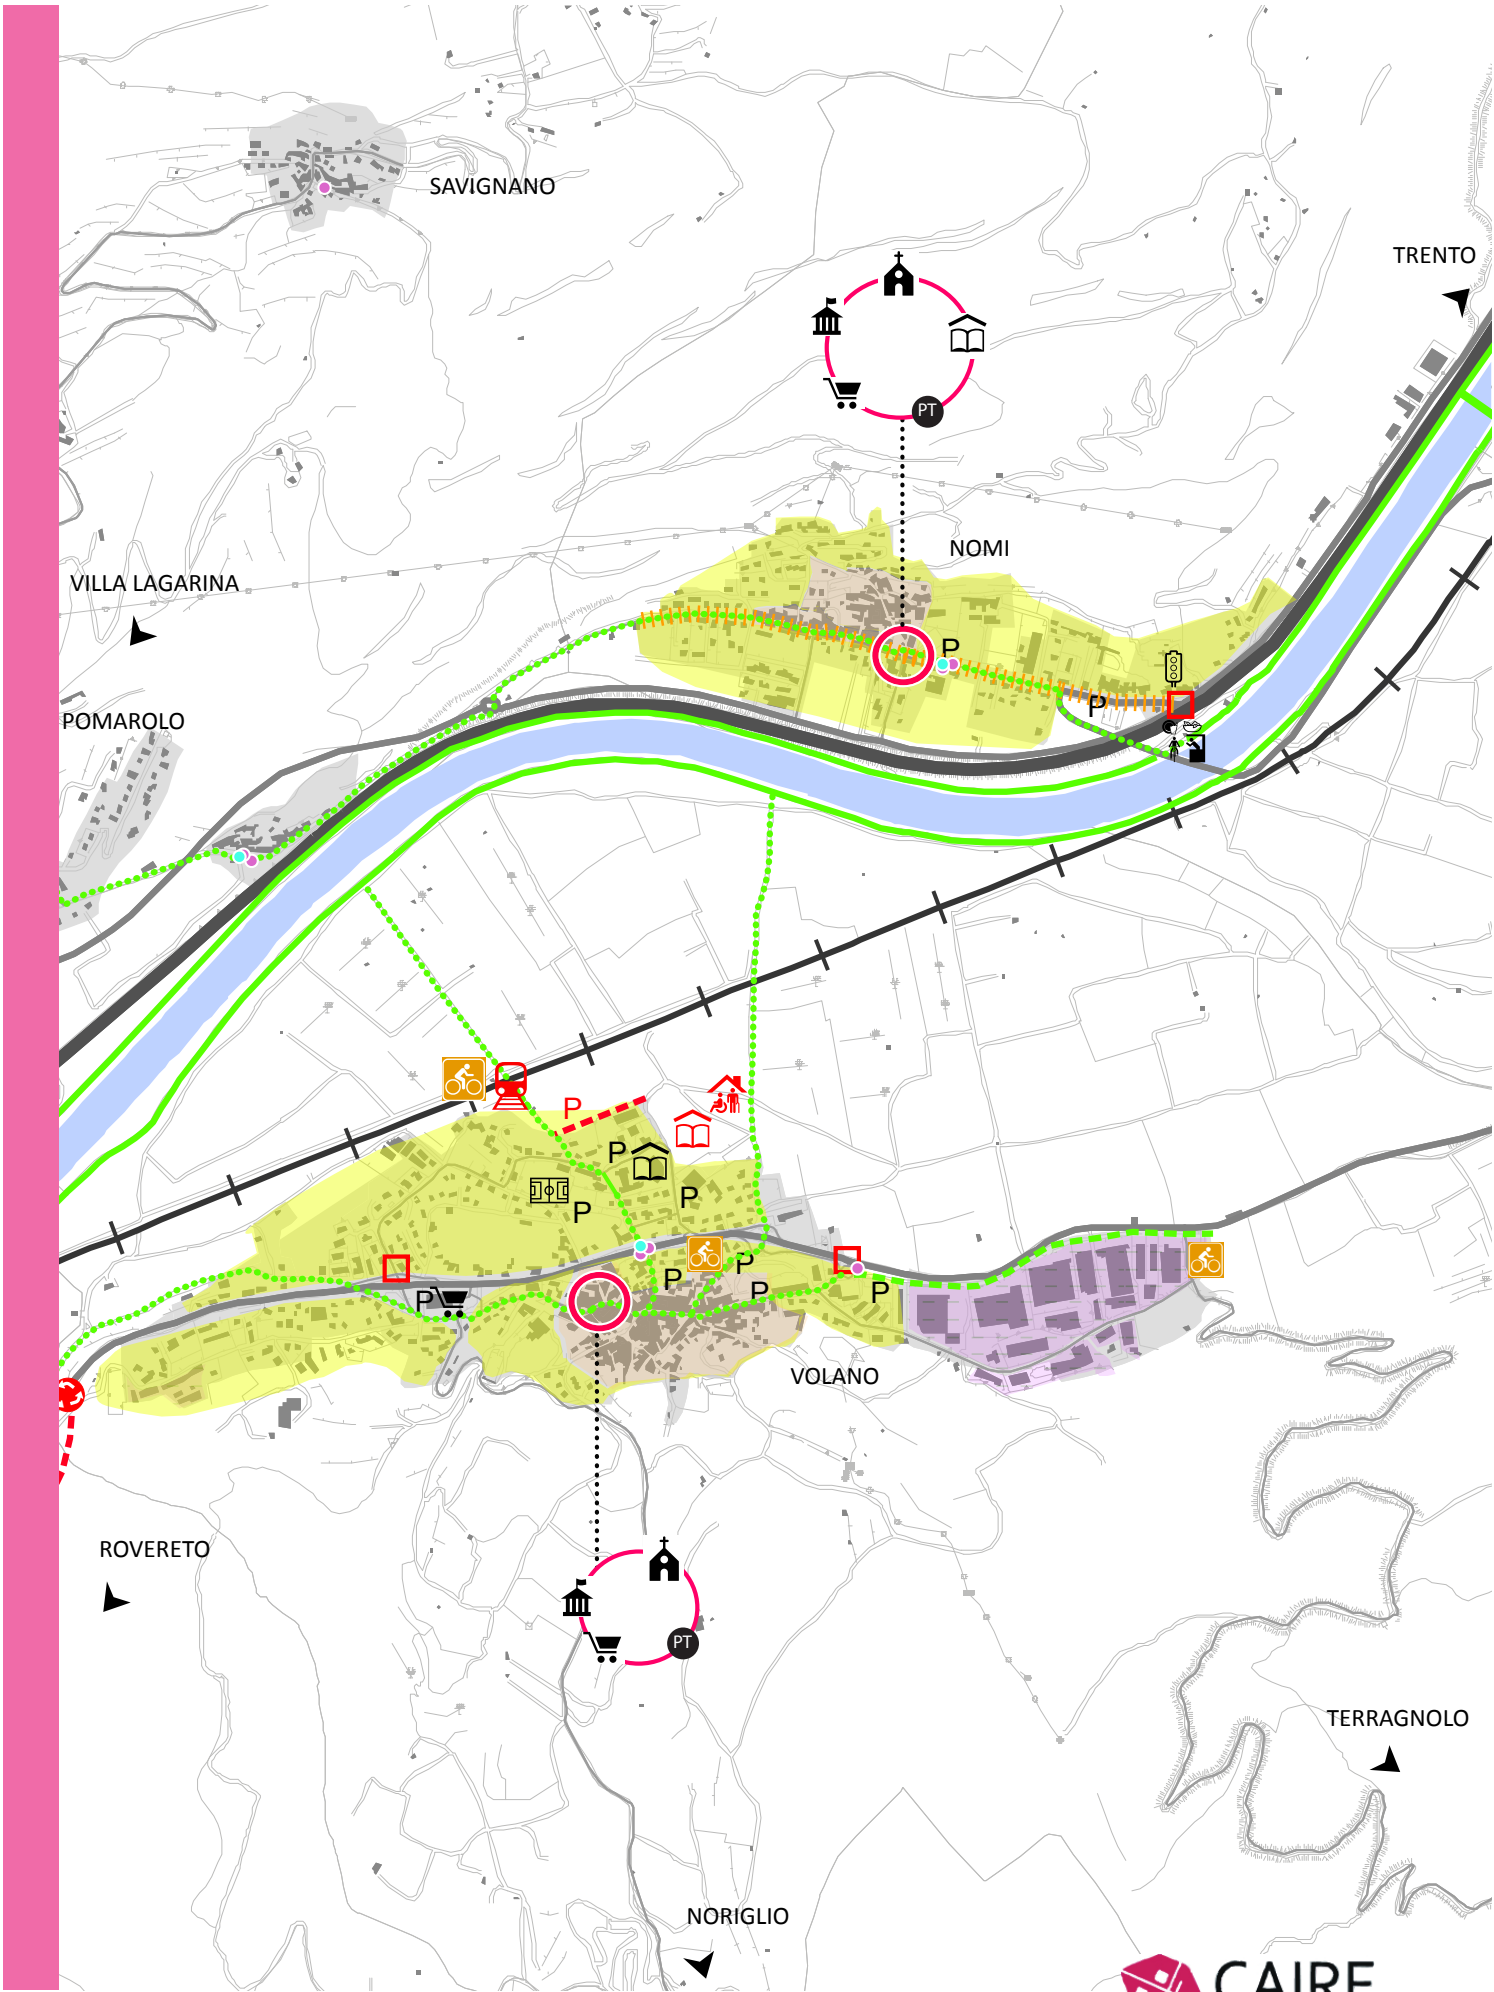 SAVIGNANO
TRENTO
PT
NOMI
VILLA LAGARINA
P
POMAROLO
P
P
P
P
P
P
P
P
P
P
VOLANO
ROVERETO
PT
TERRAGNOLO
NORIGLIO
CAIRE